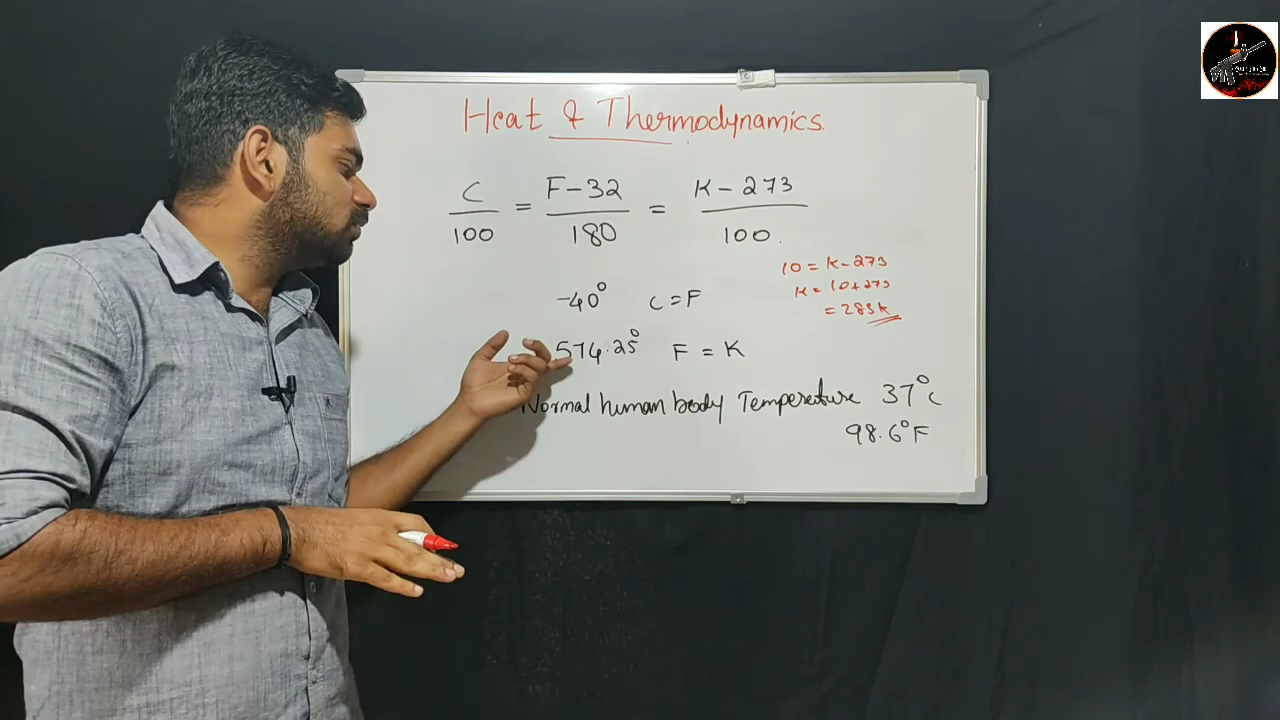 Heat & Thermodynamics.
C/100 = F-32/180 = K-273/100.
10 = K-273
K = 10+273
= 283K
-40° C = F
574.25° F = K
Normal human body Temperature 37°C
98.6°F